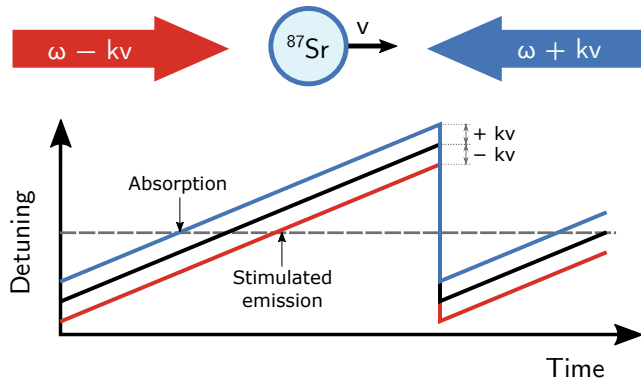 ω − kv
⁸⁷Sr
v
ω + kv
+ kv
− kv
Absorption
Stimulated
emission
Detuning
Time